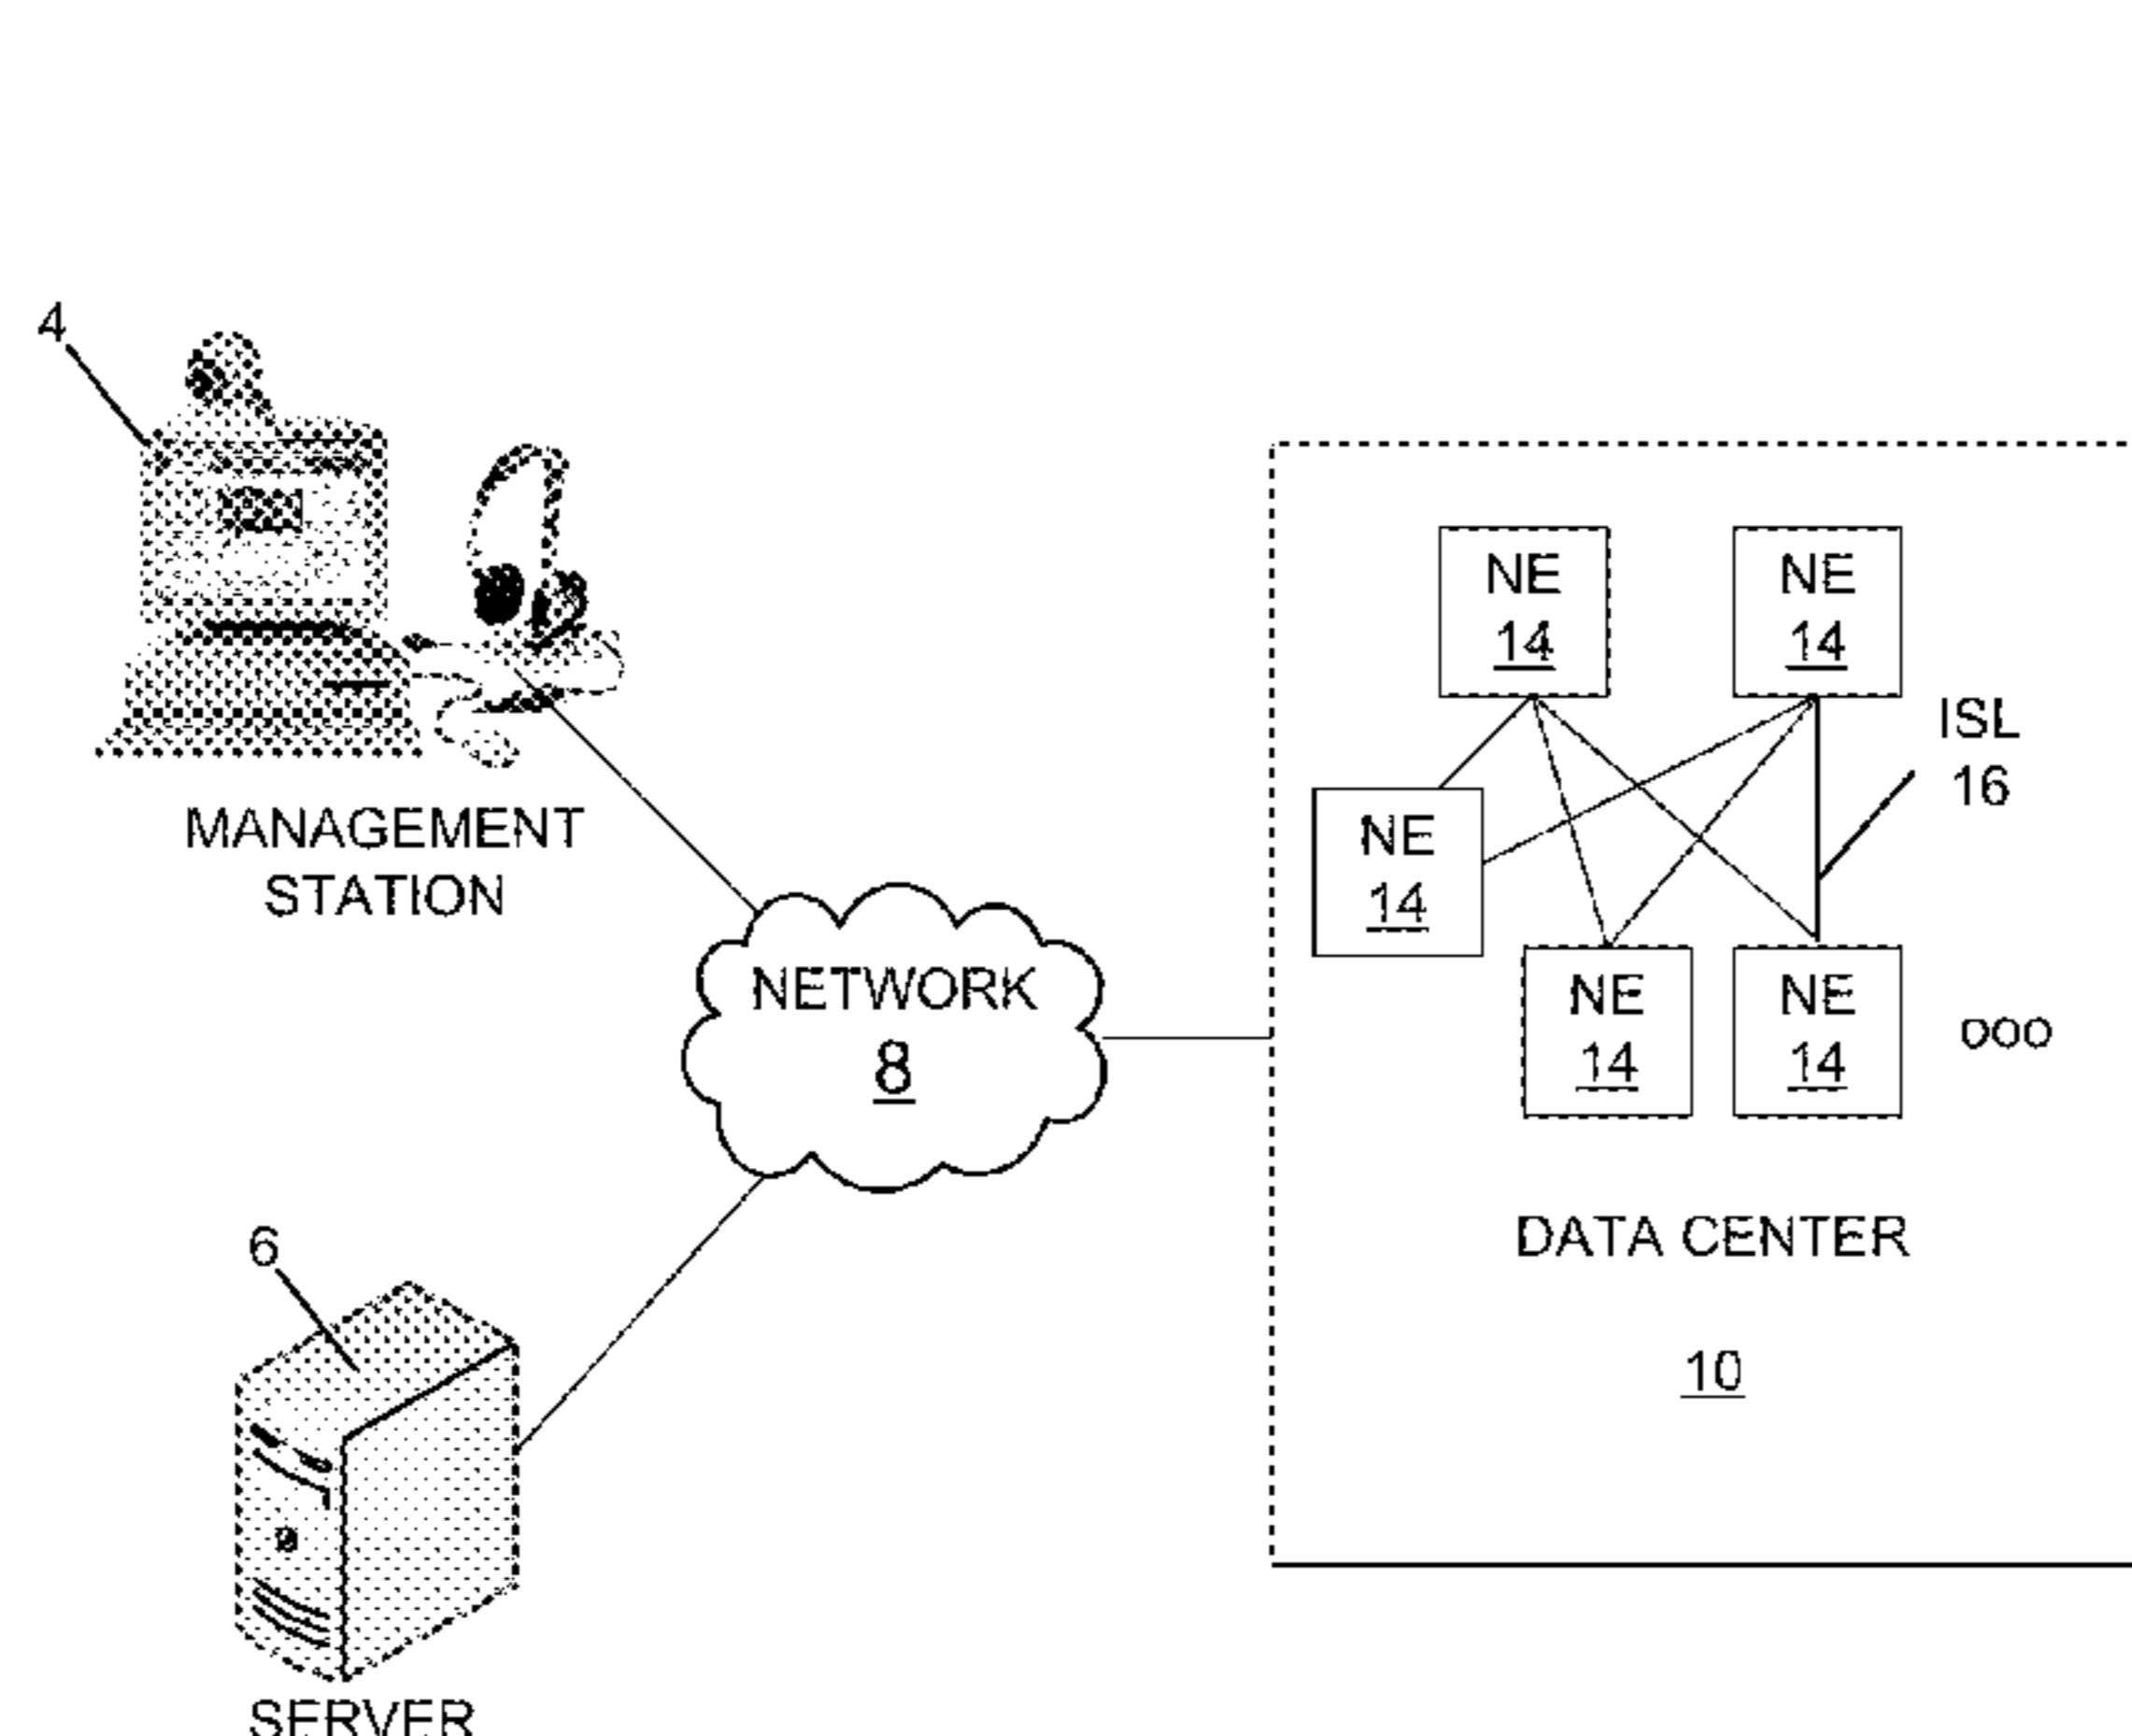 4
MANAGEMENT
STATION
NETWORK
8
6
SERVER
NE
14
NE
14
ISL
16
NE
14
NE
14
NE
14
ooo
DATA CENTER
10